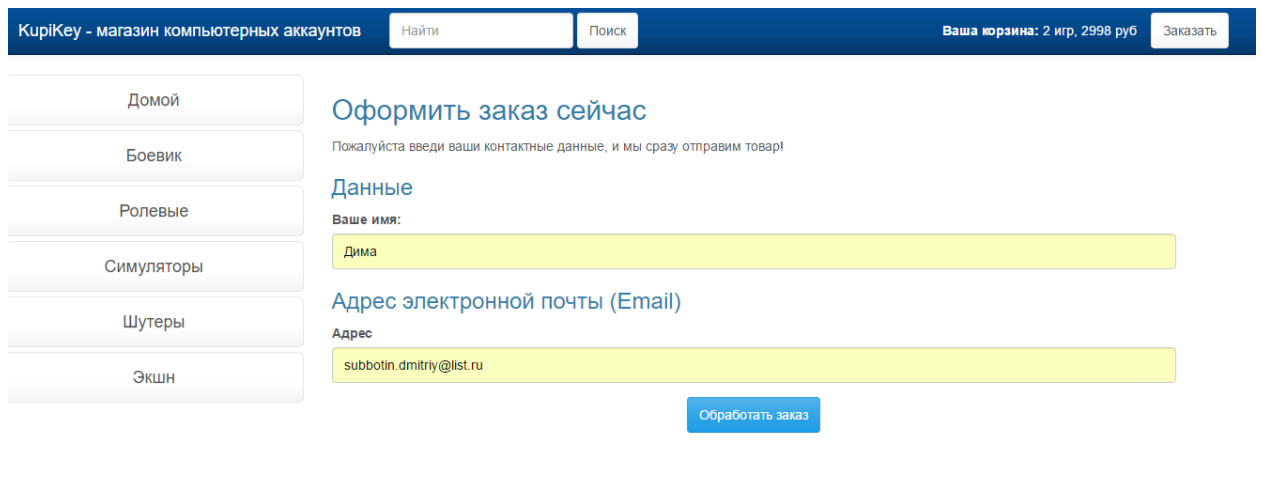 KupiKey - магазин компьютерных аккаунтов
Найти
Поиск
Ваша корзина: 2 игр, 2998 руб
Заказать
Домой
Боевик
Ролевые
Симуляторы
Шутеры
Экшн
Оформить заказ сейчас
Пожалуйста введи ваши контактные данные, и мы сразу отправим товар!
Данные
Ваше имя:
Дима
Адрес электронной почты (Email)
Адрес
subbotin.dmitriy@list.ru
Обработать заказ